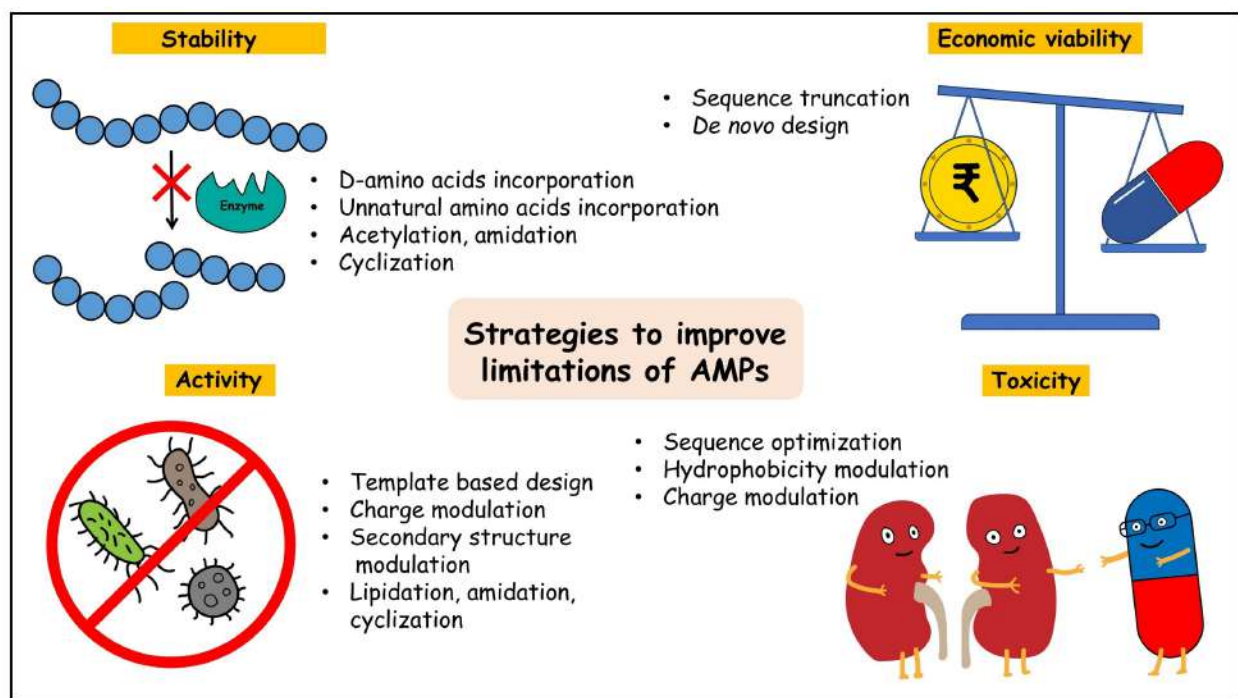 Stability
Enzyme
• D-amino acids incorporation
• Unnatural amino acids incorporation
• Acetylation, amidation
• Cyclization
Economic viability
• Sequence truncation
• De novo design
₹
Strategies to improve
limitations of AMPs
Activity
• Template based design
• Charge modulation
• Secondary structure
modulation
• Lipidation, amidation,
cyclization
Toxicity
• Sequence optimization
• Hydrophobicity modulation
• Charge modulation